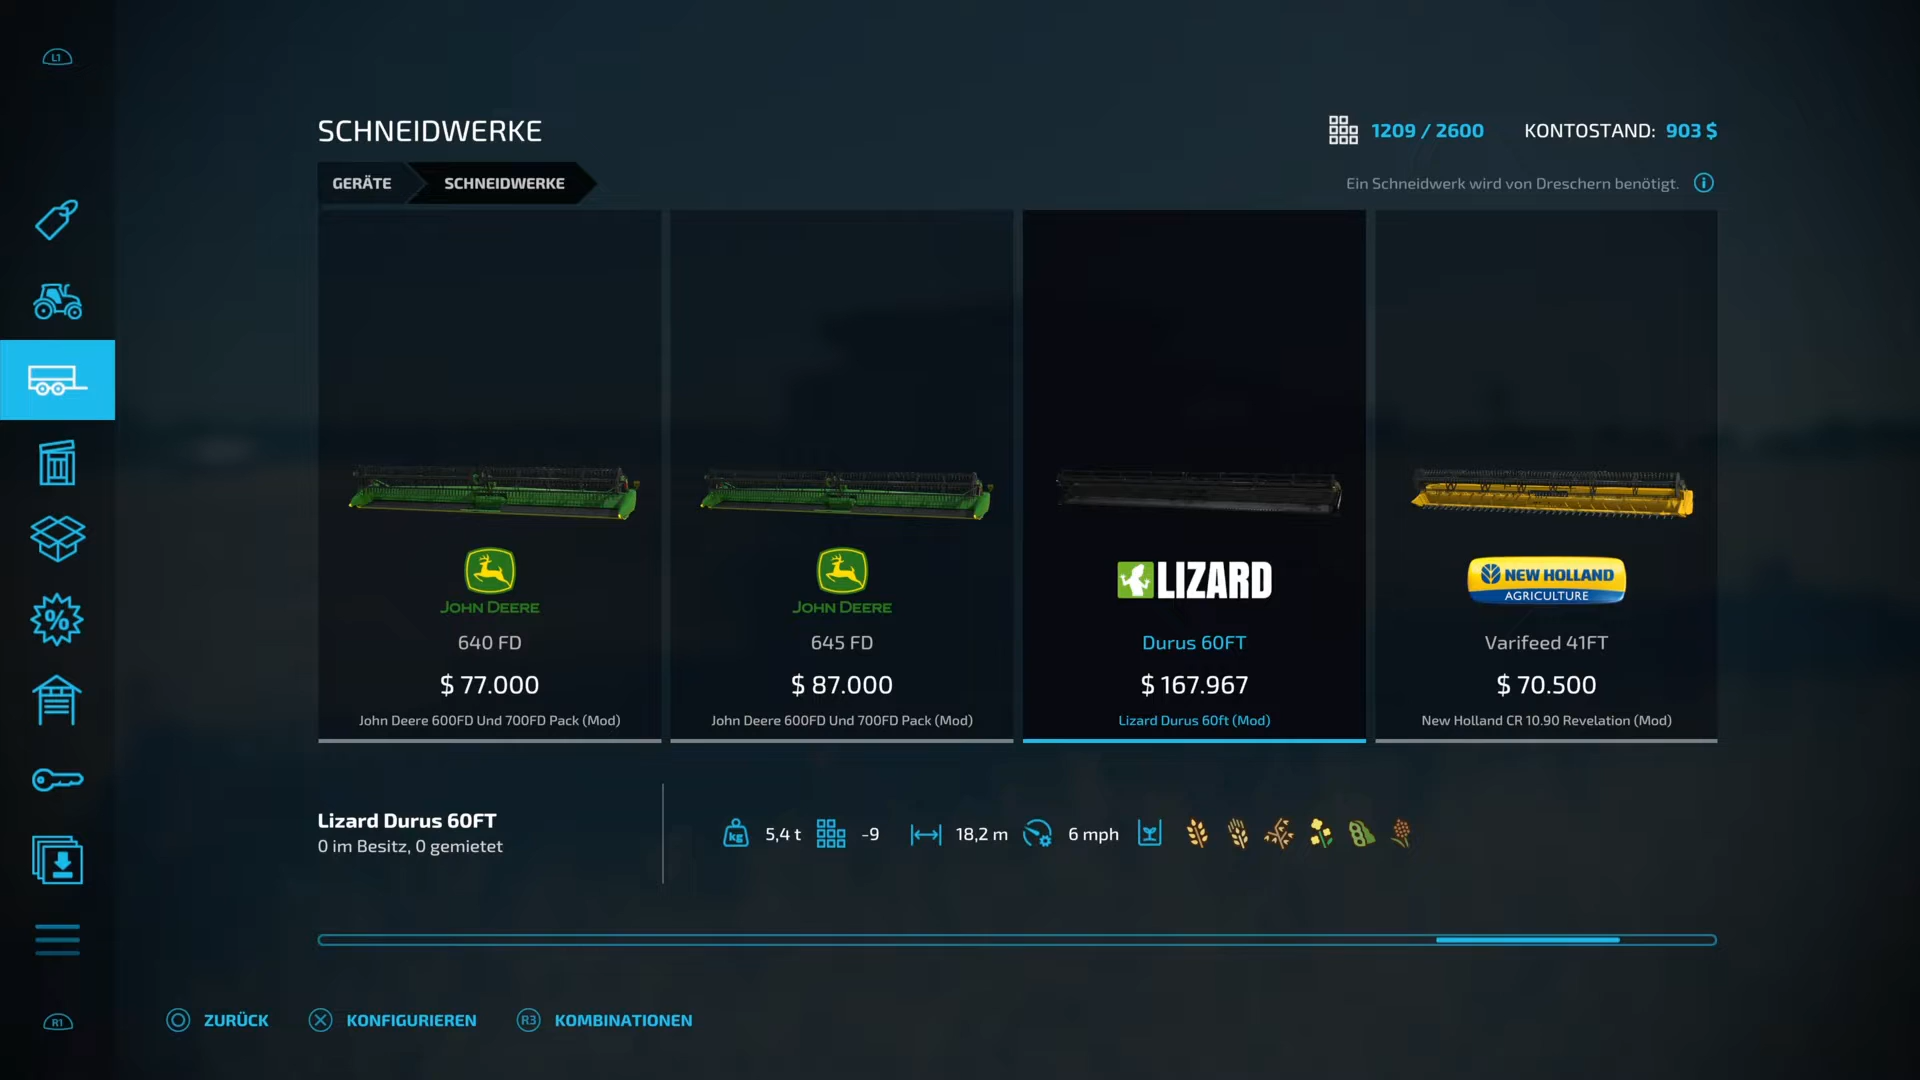 L1
SCHNEIDWERKE
1209 / 2600
KONTOSTAND: 903 $
GERÄTE
SCHNEIDWERKE
Ein Schneidwerk wird von Dreschern benötigt.
JOHN DEERE
640 FD
$ 77.000
John Deere 600FD Und 700FD Pack (Mod)
JOHN DEERE
645 FD
$ 87.000
John Deere 600FD Und 700FD Pack (Mod)
LIZARD
Durus 60FT
$ 167.967
Lizard Durus 60ft (Mod)
NEW HOLLAND
AGRICULTURE
Varifeed 41FT
$ 70.500
New Holland CR 10.90 Revelation (Mod)
%
Lizard Durus 60FT
0 im Besitz, 0 gemietet
kg 5,4 t -9 18,2 m 6 mph
R1
ZURÜCK
KONFIGURIEREN
R3 KOMBINATIONEN